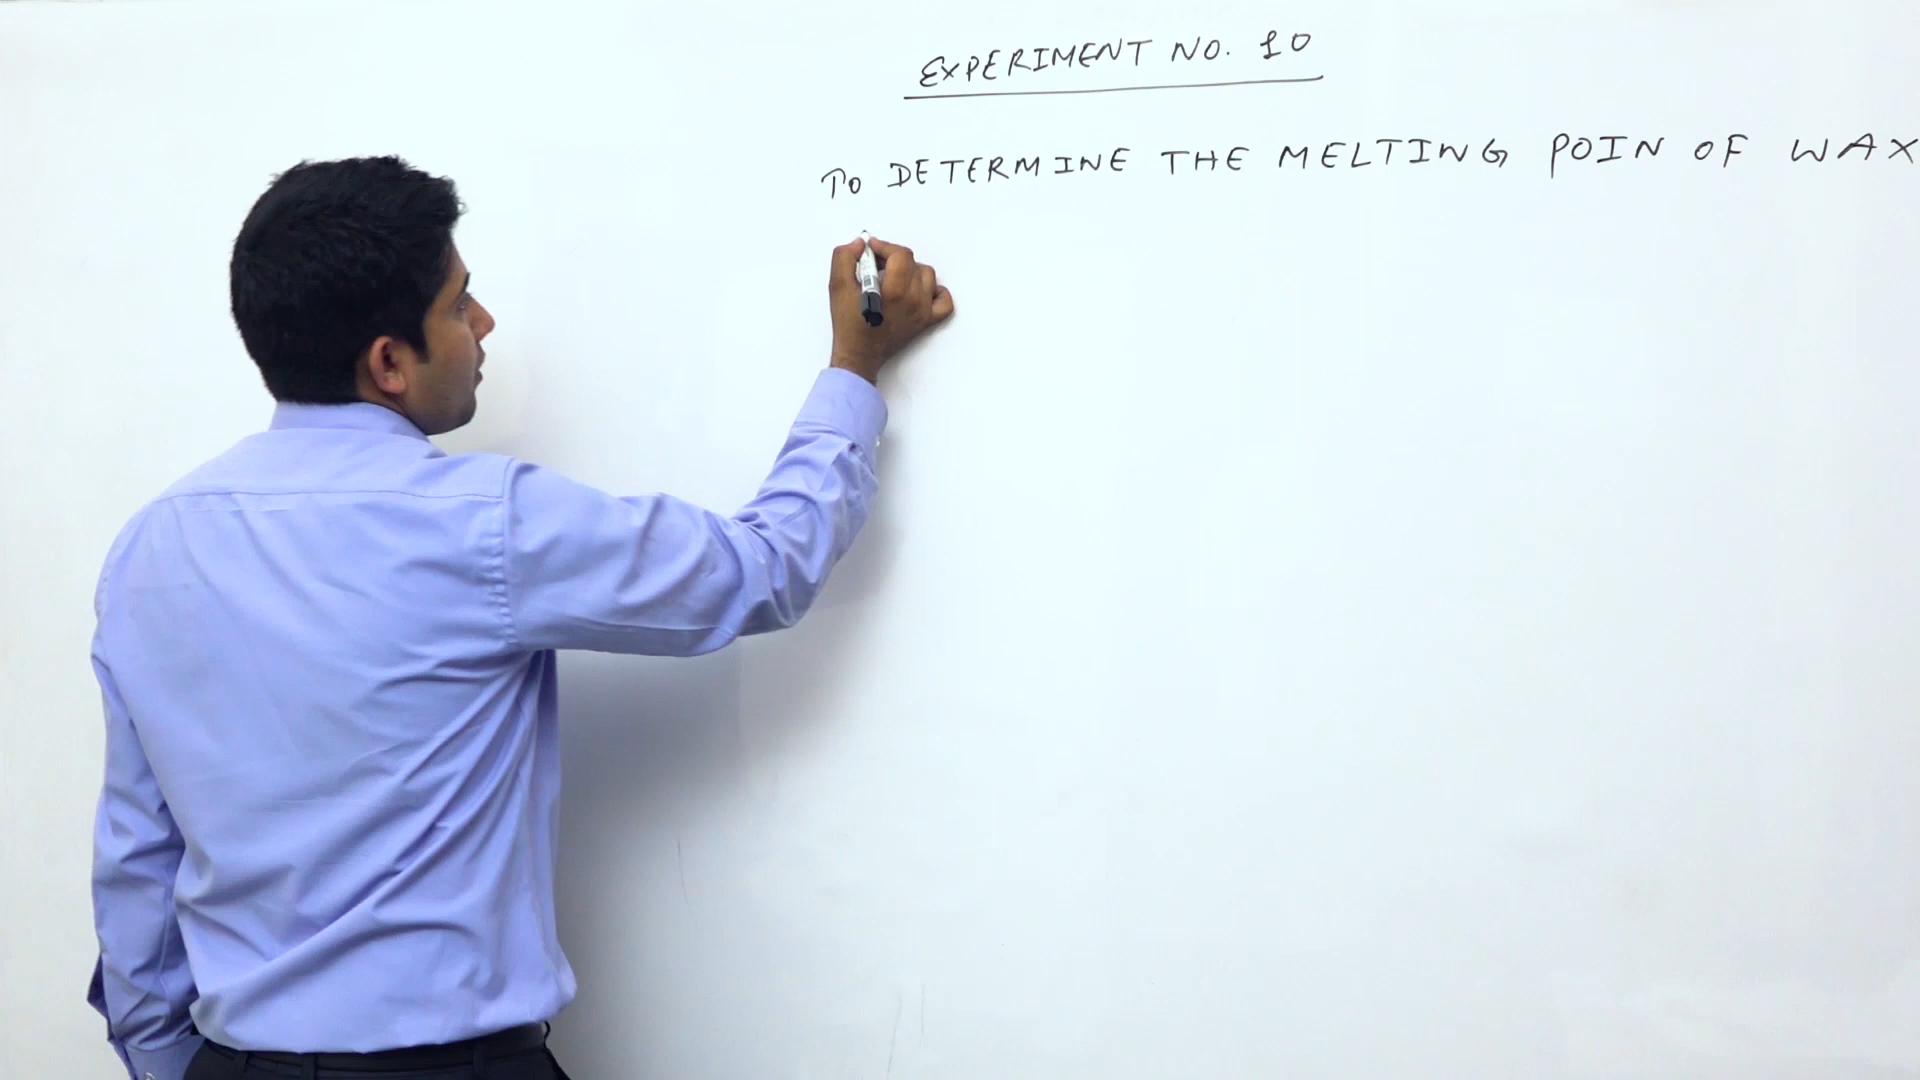 EXPERIMENT NO. 10
TO DETERMINE THE MELTING POIN OF WAX